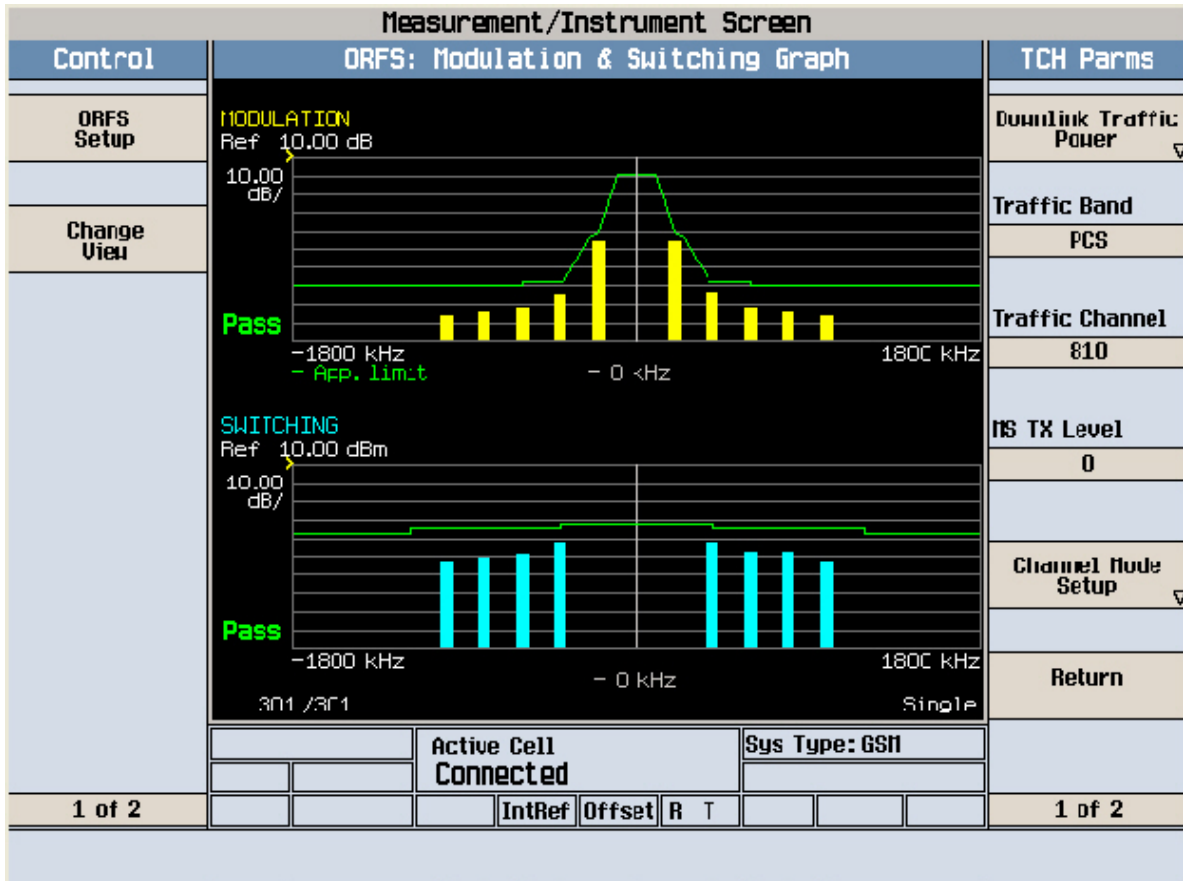 Measurement/Instrument Screen
Control
ORFS: Modulation & Switching Graph
TCH Parms
ORFS
Setup
Change
View
1 of 2
MODULATION
Ref 10.00 dB
10.00
dB/
Pass
-1800 kHz
1800 kHz
- App. limit
- 0 kHz
SWITCHING
Ref 10.00 dBm
10.00
dB/
Pass
-1800 kHz
1800 kHz
- 0 kHz
301/301
Single
Active Cell
Connected
Sys Type: GSM
IntRef
Offset
R T
Downlink Traffic
Power
Traffic Band
PCS
Traffic Channel
810
MS TX Level
0
Channel Mode
Setup
Return
1 of 2